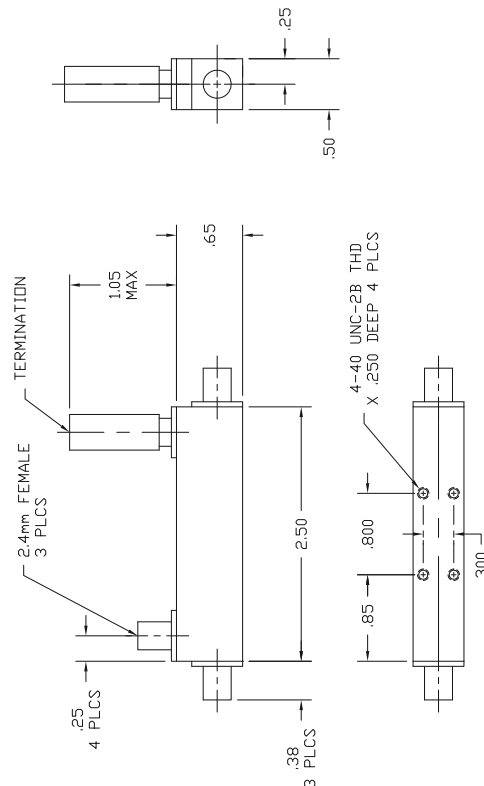 .25
.50
1.05
MAX
.65
TERMINATION
2.4mm FEMALE
3 PLCS
2.50
.25
4 PLCS
.38
3 PLCS
4-40 UNC-2B THD
X .250 DEEP 4 PLCS
.800
.85
.300